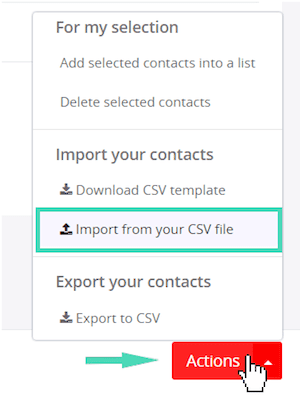 For my selection
Add selected contacts into a list
Delete selected contacts
Import your contacts
Download CSV template
Import from your CSV file
Export your contacts
Export to CSV
Actions